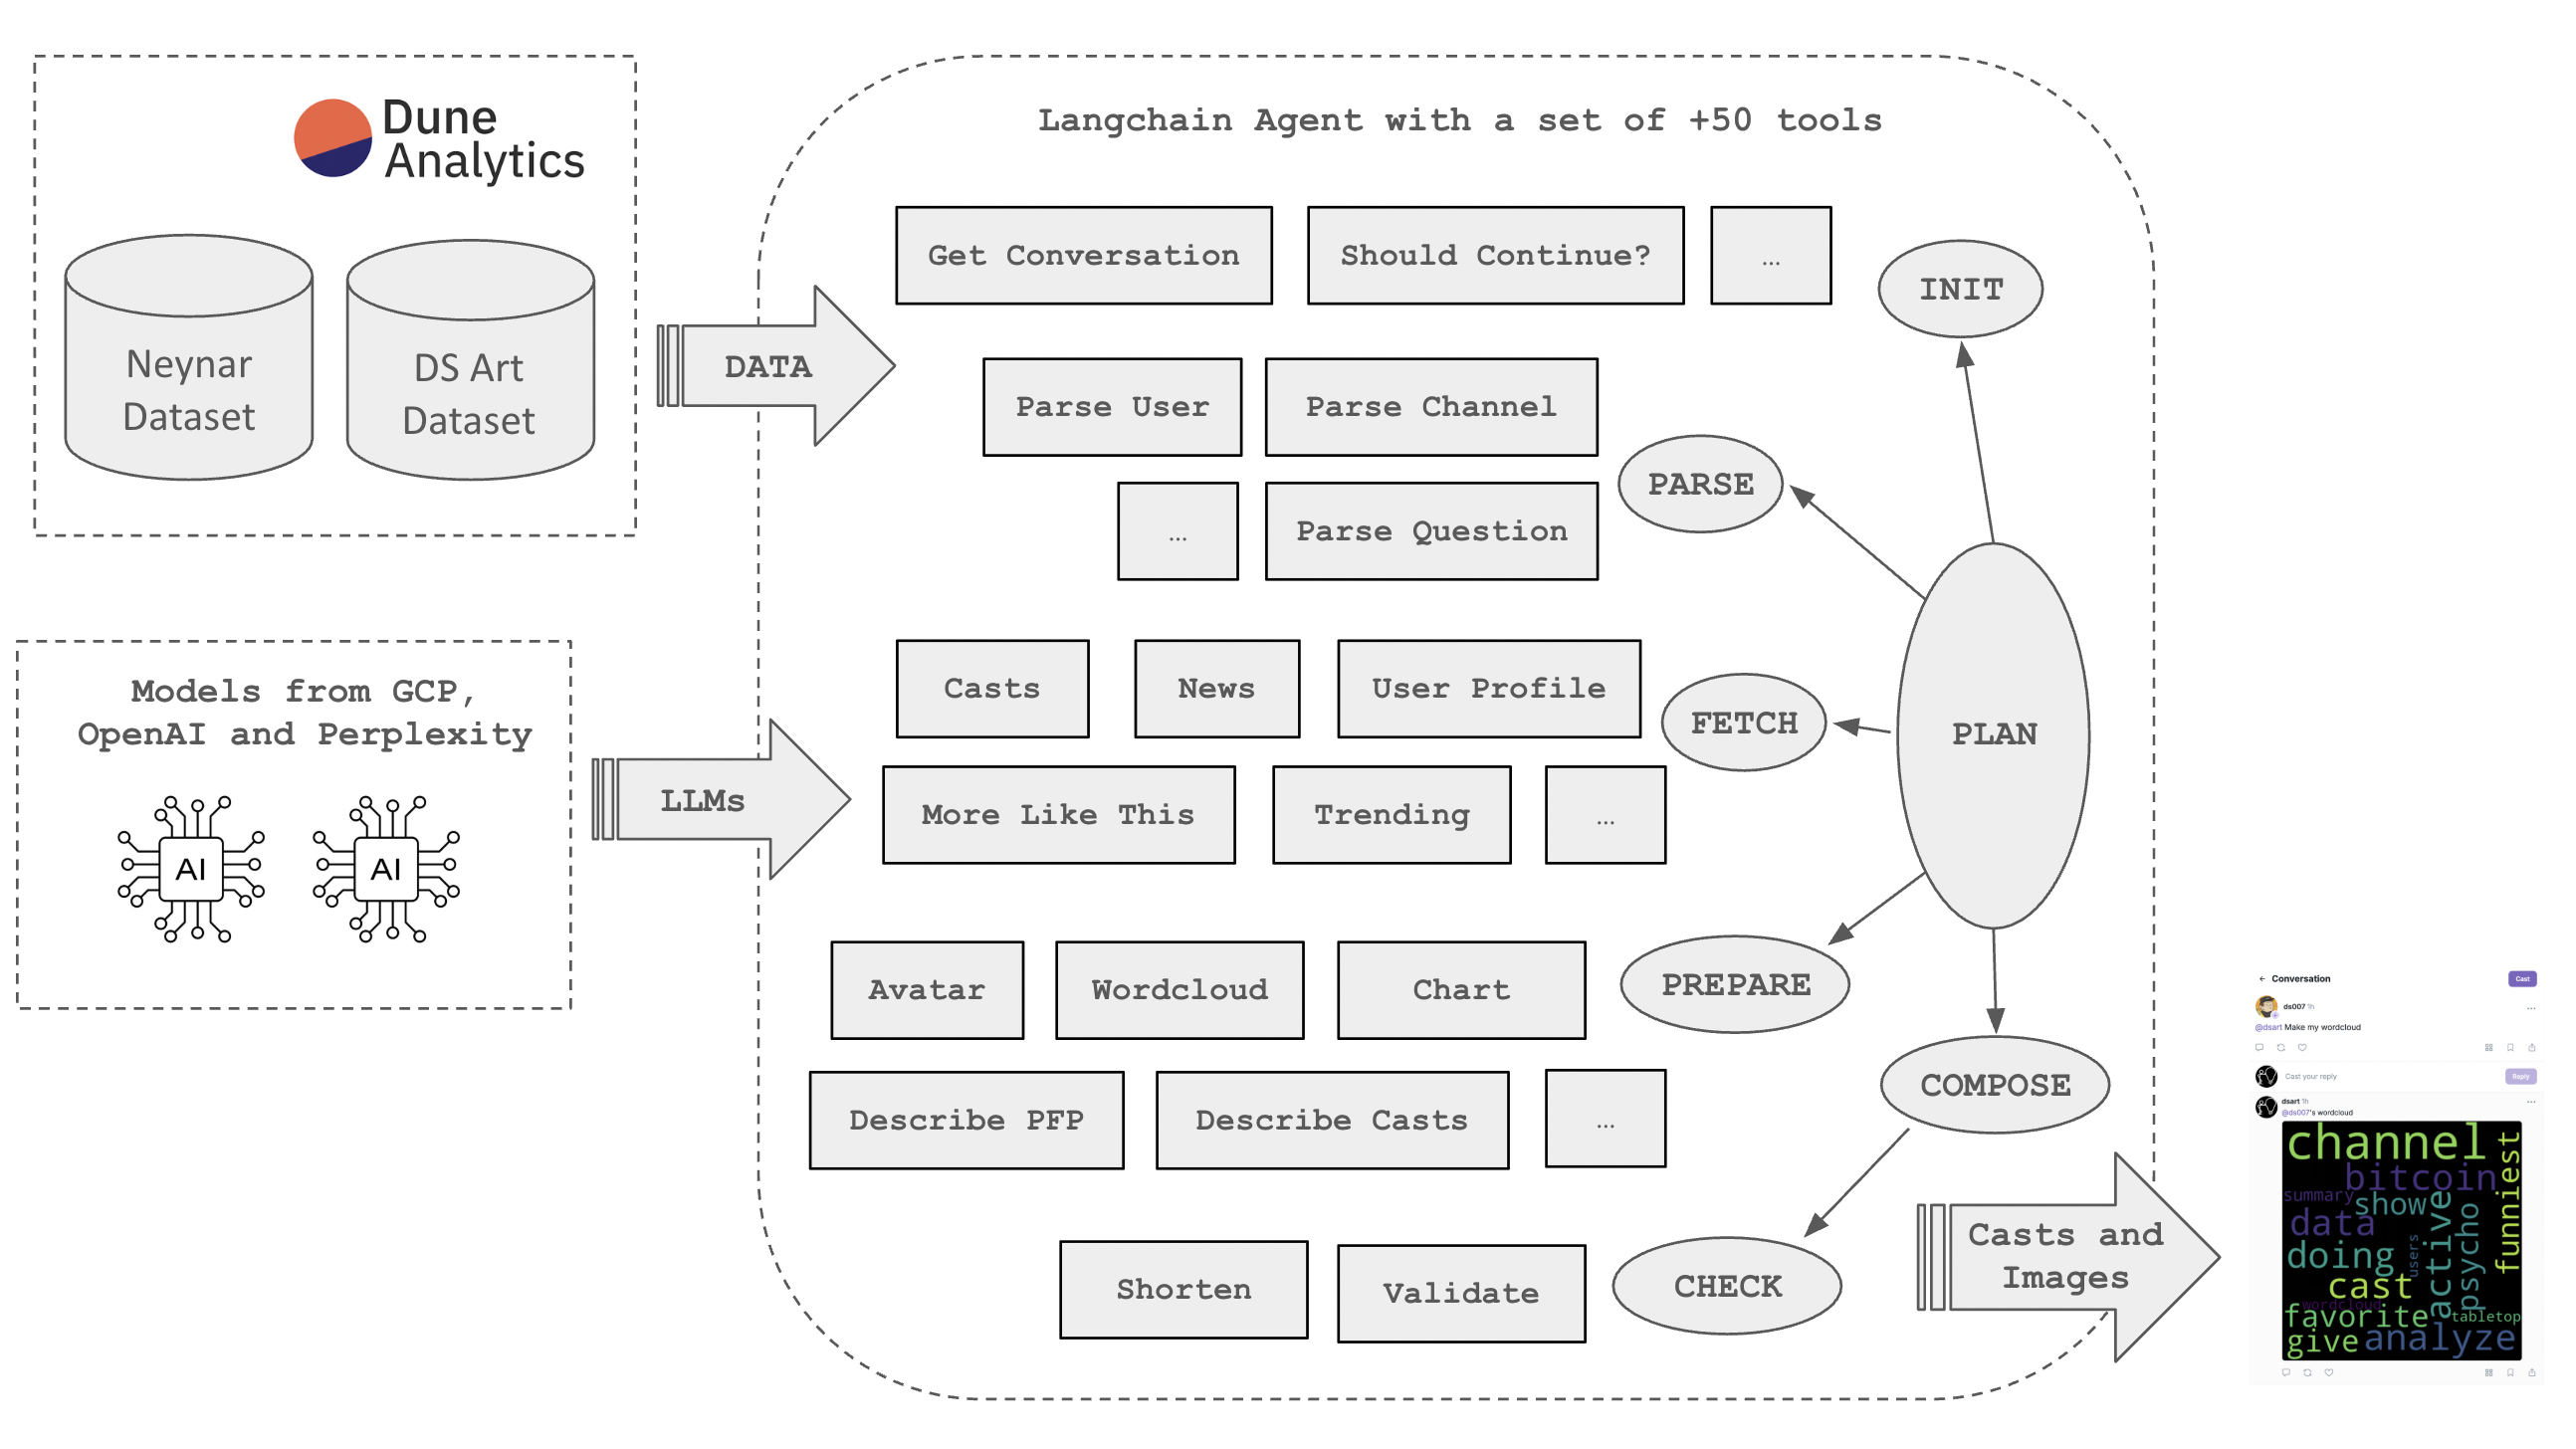 Dune
Analytics
Neynar
Dataset
DS Art
Dataset
DATA
Models from GCP,
OpenAI and Perplexity
AI
AI
LLMs
Langchain Agent with a set of +50 tools
Get Conversation
Should Continue?
...
INIT
Parse User
Parse Channel
PARSE
...
Parse Question
Casts
News
User Profile
FETCH
PLAN
More Like This
Trending
...
Avatar
Wordcloud
Chart
PREPARE
COMPOSE
Describe PFP
Describe Casts
...
Shorten
Validate
CHECK
Casts and
Images
← Conversation
Cast
ds007 1h
...
@dsart Make my wordcloud
Cast your reply
Reply
dsart 1h
...
@ds007's wordcloud
channel
bitcoin
funniest
summary
show
data
active
psycho
doing
users
cast
wordcloud
favorite
tabletop
give
analyze